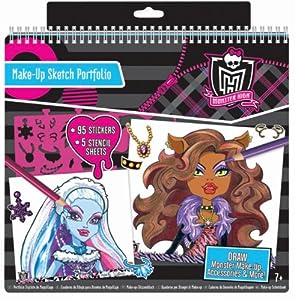 Make-Up Sketch Portfolio
MONSTER HIGH
• 95 STICKERS
• 5 STENCIL
SHEETS
DRAW
Monster Make Up,
Accessories & More!
7+